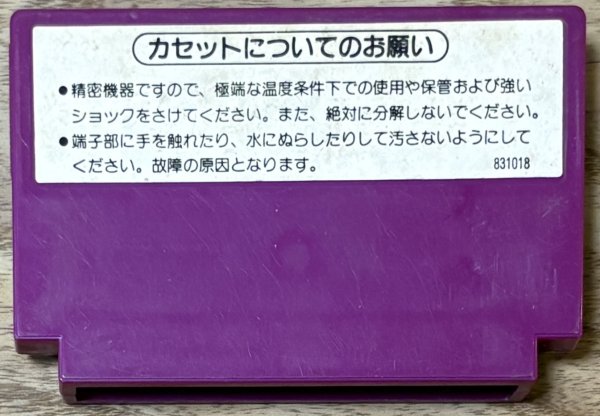 カセットについてのお願い
●精密機器ですので、極端な温度条件下での使用や保管および強い
ショックをさけてください。また、絶対に分解しないでください。
●端子部に手を触れたり、水にぬらしたりして汚さないようにして
ください。故障の原因となります。 831018